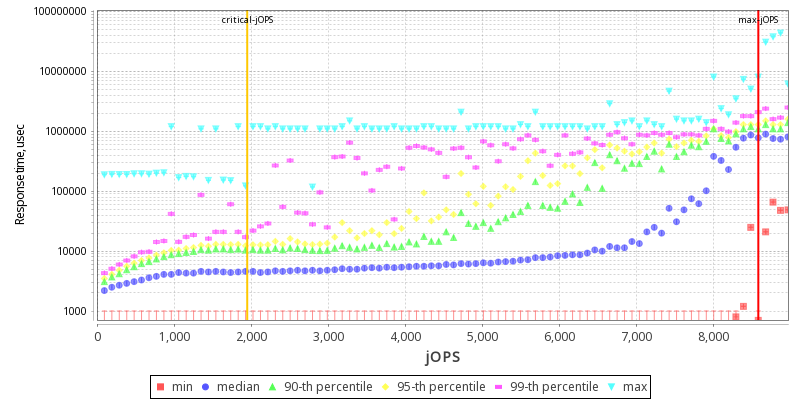 critical-jOPS
max-jOPS
100000000
10000000
1000000
100000
10000
1000
Response time, usec
0
1,000
2,000
3,000
4,000
5,000
6,000
7,000
8,000
jOPS
min
median
90-th percentile
95-th percentile
99-th percentile
max